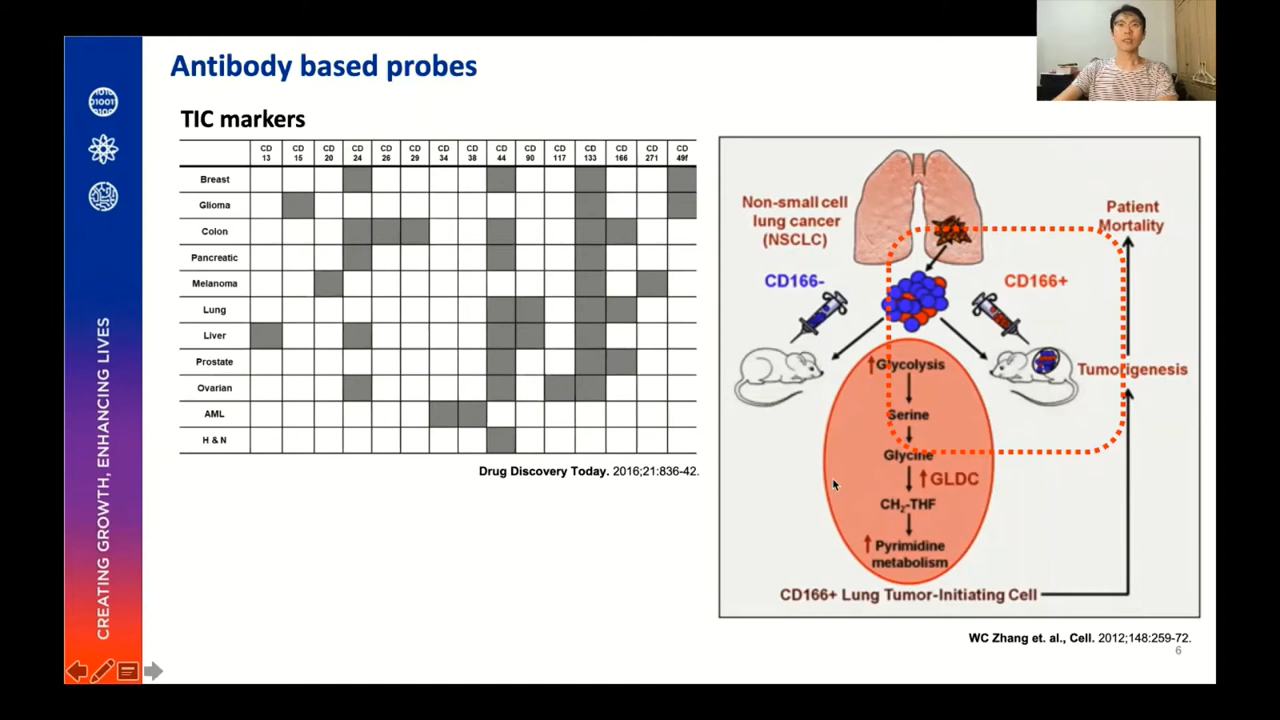 Antibody based probes
TIC markers
CD 13 CD 15 CD 20 CD 24 CD 26 CD 29 CD 34 CD 38 CD 44 CD 90 CD 117 CD 133 CD 166 CD 271 CD 49f
Breast
Glioma
Colon
Pancreatic
Melanoma
Lung
Liver
Prostate
Ovarian
AML
H & N
Drug Discovery Today. 2016;21:836-42.
Non-small cell
lung cancer
(NSCLC)
Patient
Mortality
CD166-
CD166+
Tumorigenesis
Glycolysis
Serine
Glycine
GLDC
CH₂-THF
Pyrimidine
metabolism
CD166+ Lung Tumor-Initiating Cell
WC Zhang et. al., Cell. 2012;148:259-72.
6
CREATING GROWTH, ENHANCING LIVES